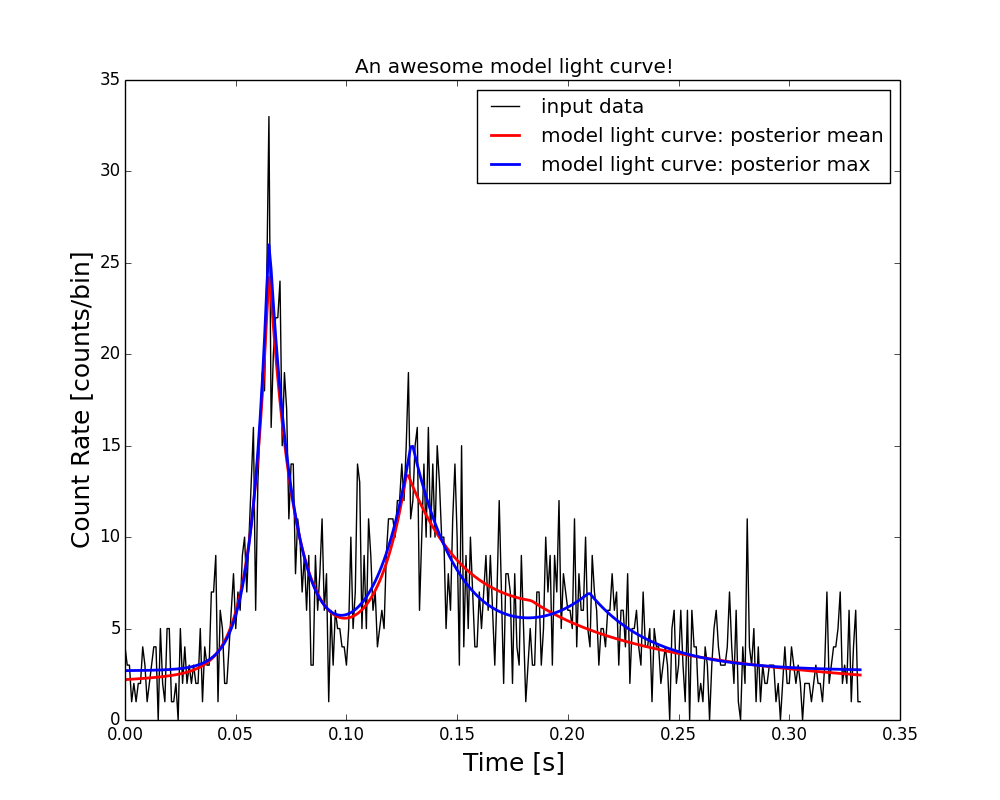 An awesome model light curve!
input data
model light curve: posterior mean
model light curve: posterior max
Count Rate [counts/bin]
35
30
25
20
15
10
5
0
0.00 0.05 0.10 0.15 0.20 0.25 0.30 0.35
Time [s]